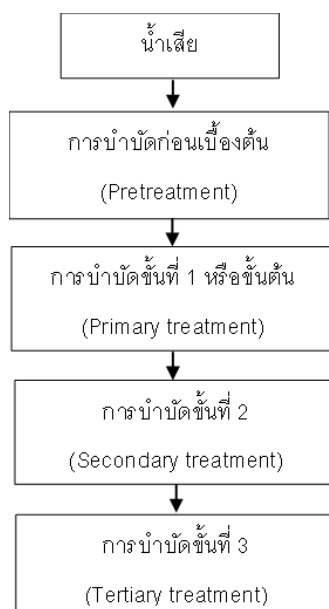 น้ำเสีย
การบำบัดก่อนเบื้องต้น
(Pretreatment)
การบำบัดขั้นที่ 1 หรือขั้นต้น
(Primary treatment)
การบำบัดขั้นที่ 2
(Secondary treatment)
การบำบัดขั้นที่ 3
(Tertiary treatment)